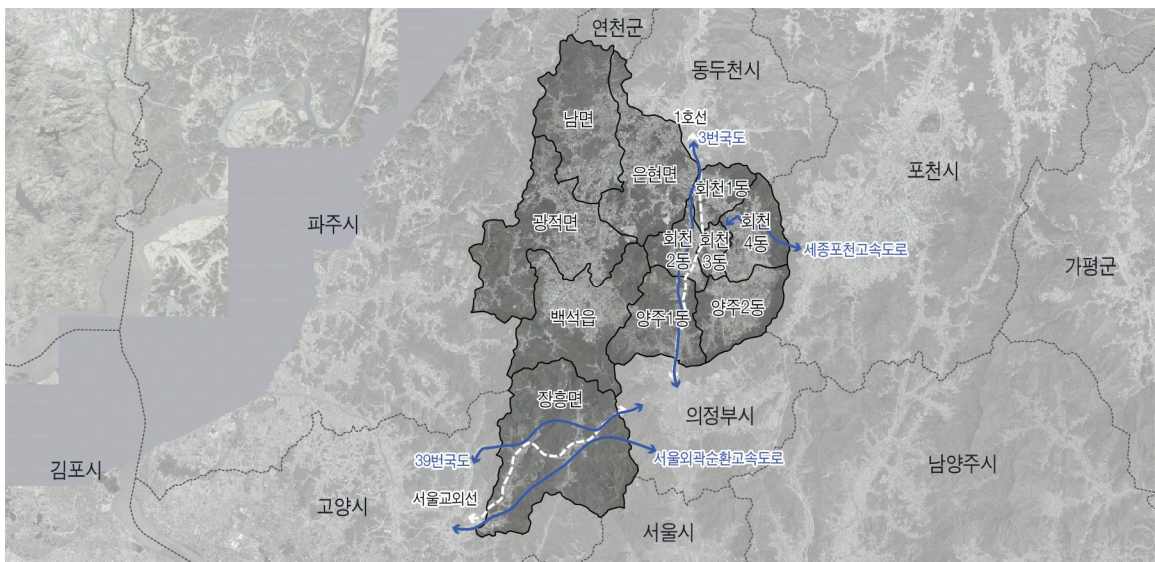 연천군
동두천시
남면
1호선
3번국도
은현면
포천시
회천1동
파주시
광적면
회천
2동
회천
3동
회천
4동
세종포천고속도로
가평군
백석읍
양주1동
양주2동
장흥면
의정부시
39번국도
서울외곽순환고속도로
김포시
남양주시
고양시
서울교외선
서울시